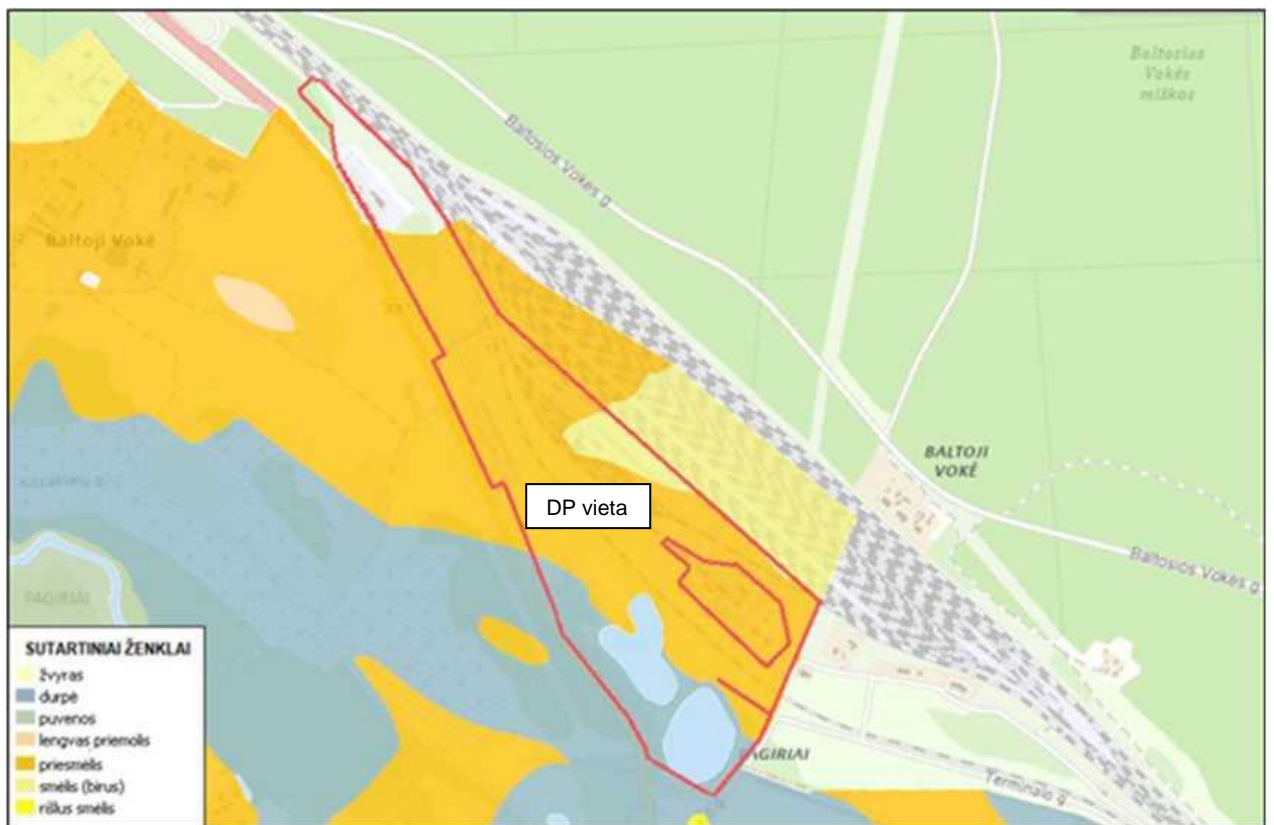 Baltosios
Vokės
miškas
Baltosios Vokės g.
Baltoji Vokė
BALTOJI
VOKĖ
DP vieta
Baltosios Vokės g.
PAGIRIAI
SUTARTINIAI ŽENKLAI
žvyras
durpė
puvenos
lengvas priemolis
priesmėlis
smėlis (birus)
rišlus smėlis
PAGIRIAI
Terminalo g.